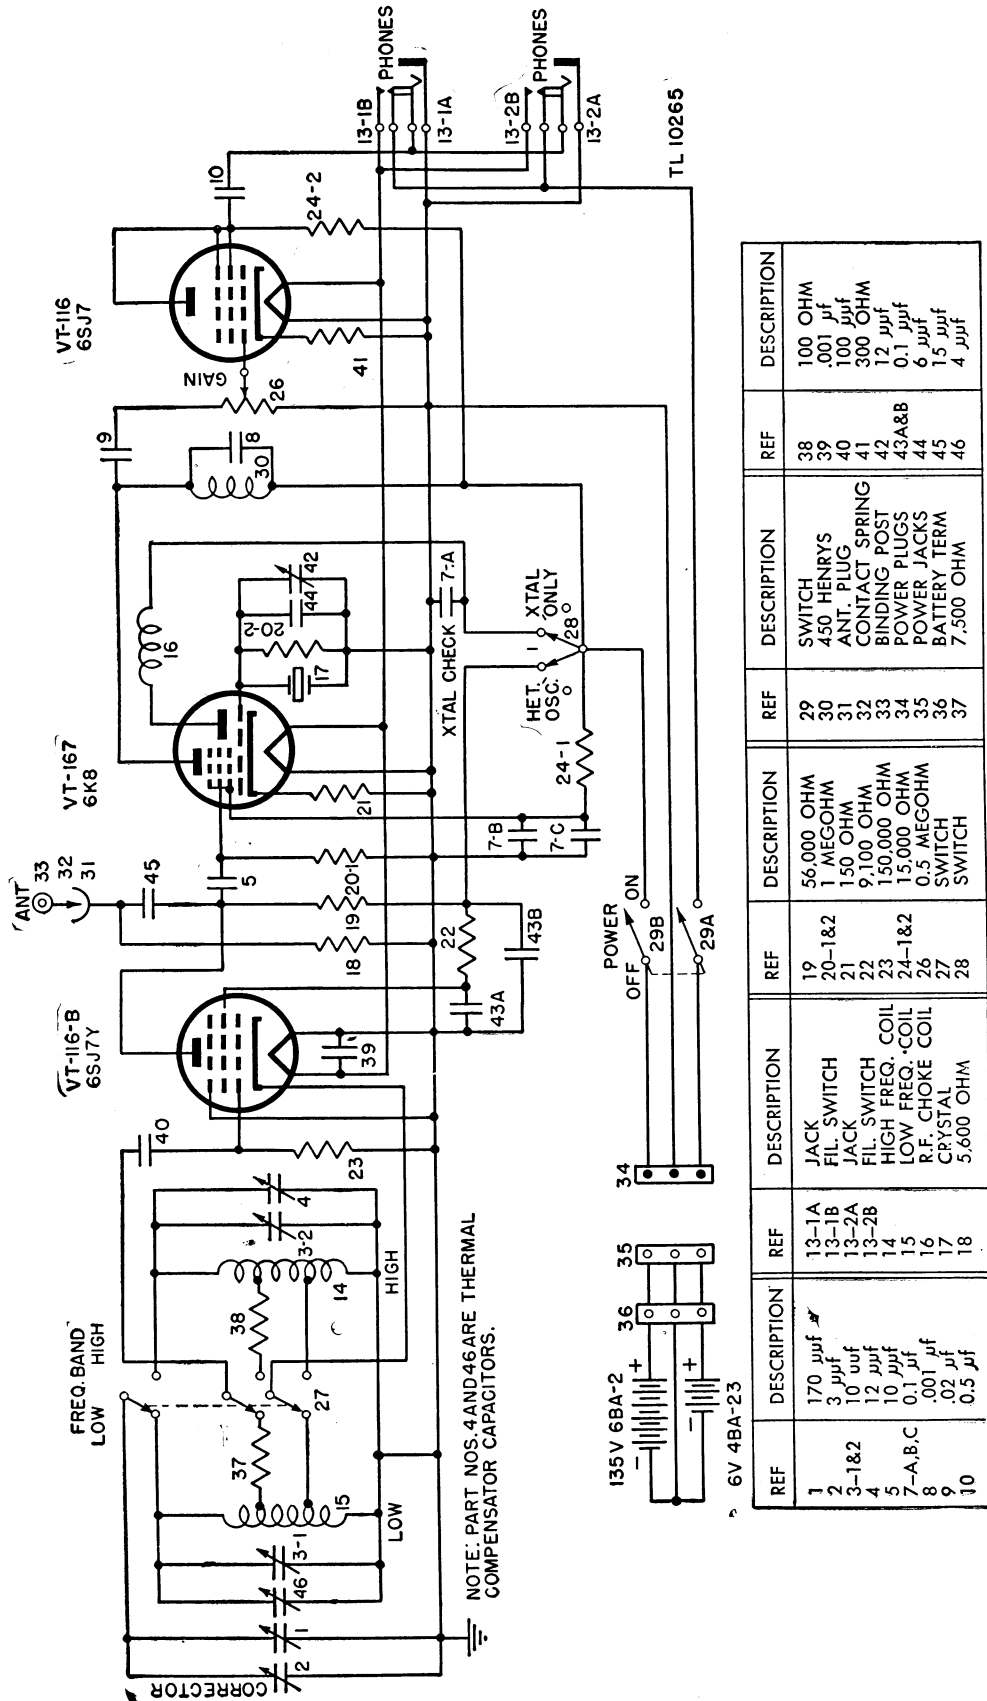 FREQ. BAND
LOW HIGH
CORRECTOR
2
1
46
3-1
15
LOW
37
27
38
14
HIGH
3-2
4
40
23
NOTE: PART NOS. 4 AND 46 ARE THERMAL
COMPENSATOR CAPACITORS.
VT-116-B
6SJ7Y
39
43A
22
43B
18
19
20-1
ANT
33
32
31
45
5
VT-167
6K8
21
16
17
20-2
44
42
7-A
XTAL CHECK
HET.
OSC.
XTAL
ONLY
28
24-1
7-B
7-C
9
8
30
26
GAIN
VT-116
6SJ7
41
24-2
10
13-1B
PHONES
13-1A
13-2B
PHONES
13-2A
TL 10265
POWER
OFF ON
29B
29A
34
35
36
135V 6BA-2
- +
- +
6V 4BA-23
REF DESCRIPTION REF DESCRIPTION REF DESCRIPTION REF DESCRIPTION REF DESCRIPTION
1 170 µµf 13-1A JACK 19 56,000 OHM 29 SWITCH 38 100 OHM
2 3 µµf 13-1B FIL. SWITCH 20-1&2 1 MEGOHM 30 450 HENRYS 39 .001 µf
3-1&2 10 uuf 13-2A JACK 21 150 OHM 31 ANT. PLUG 40 100 µµf
4 12 µµf 13-2B FIL. SWITCH 22 9,100 OHM 32 CONTACT SPRING 41 300 OHM
5 10 µµf 14 HIGH FREQ. COIL 23 150,000 OHM 33 BINDING POST 42 12 µµf
7-A,B,C 0.1 µf 15 LOW FREQ. COIL 24-1&2 15,000 OHM 34 POWER PLUGS 43A&B 0.1 µµf
8 .001 µf 16 R.F. CHOKE COIL 26 0.5 MEGOHM 35 POWER JACKS 44 6 µµf
9 .02 µf 17 CRYSTAL 27 SWITCH 36 BATTERY TERM 45 15 µµf
10 0.5 µf 18 5,600 OHM 28 SWITCH 37 7,500 OHM 46 4 µµf